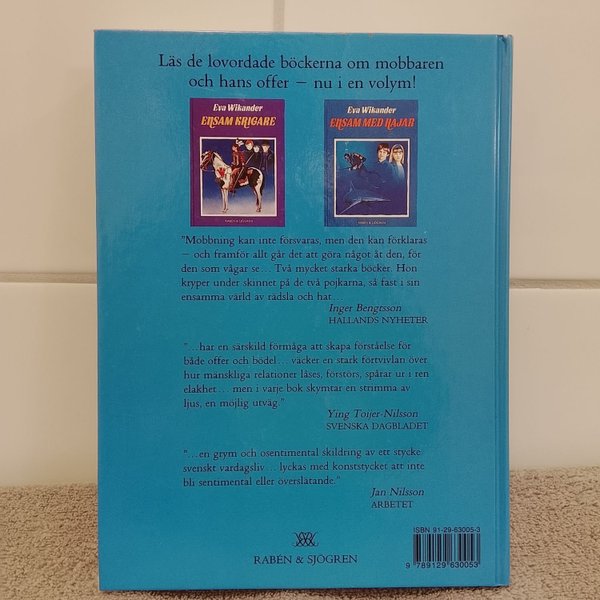 Läs de lovordade böckerna om mobbaren
och hans offer – nu i en volym!
Eva Wikander
ENSAM KRIGARE
RABÉN & SJÖGREN
Eva Wikander
ENSAM MED HAJAR
RABÉN & SJÖGREN
"Mobbning kan inte försvaras, men den kan förklaras
– och framför allt går det att göra något åt den, för
den som vågar se... Två mycket starka böcker. Hon
kryper under skinnet på de två pojkarna, så fast i sin
ensamma värld av rädsla och hat..."
Inger Bengtsson
HALLANDS NYHETER
"...har en särskild förmåga att skapa förståelse för
både offer och bödel... väcker en stark förtvivlan över
hur mänskliga relationer låses, förstörs, spårar ur i ren
elakhet... men i varje bok skymtar en strimma av
ljus, en möjlig utväg."
Ying Toijer-Nilsson
SVENSKA DAGBLADET
"...en grym och osentimental skildring av ett stycke
svenskt vardagsliv... lyckas med konststycket att inte
bli sentimental eller överslätande."
Jan Nilsson
ARBETET
RABÉN & SJÖGREN
ISBN 91-29-63005-3
9 789129 630053